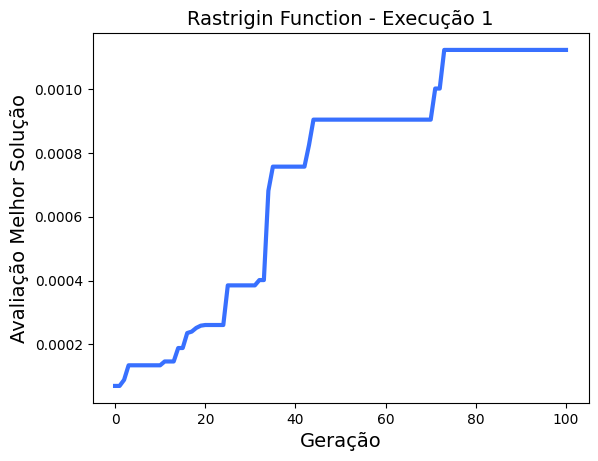 Rastrigin Function - Execução 1
Avaliação Melhor Solução
0.0010
0.0008
0.0006
0.0004
0.0002
0 20 40 60 80 100
Geração